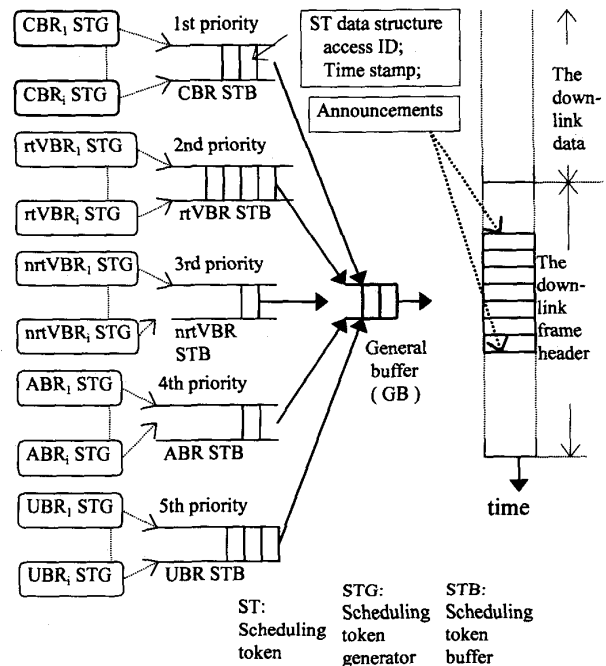 CBR1 STG
1st priority
CBRi STG
CBR STB
ST data structure
access ID;
Time stamp;
Announcements
The
down-
link
data
rtVBR1 STG
2nd priority
rtVBRi STG
rtVBR STB
nrtVBR1 STG
3rd priority
nrtVBRi STG
nrtVBR
STB
General
buffer
( GB )
The
down-
link
frame
header
ABR1 STG
4th priority
ABRi STG
ABR STB
UBR1 STG
5th priority
UBRi STG
UBR STB
time
ST:
Scheduling
token
STG:
Scheduling
token
generator
STB:
Scheduling
token
buffer